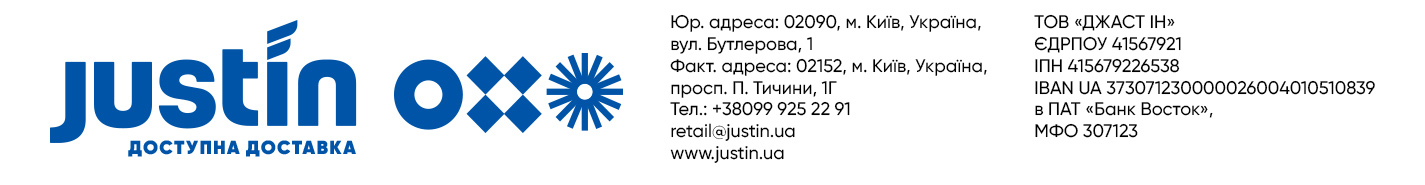 justin
ДОСТУПНА ДОСТАВКА
Юр. адреса: 02090, м. Київ, Україна,
вул. Бутлерова, 1
Факт. адреса: 02152, м. Київ, Україна,
просп. П. Тичини, 1Г
Тел.: +38099 925 22 91
retail@justin.ua
www.justin.ua
ТОВ «ДЖАСТ ІН»
ЄДРПОУ 41567921
ІПН 415679226538
IBAN UA 373071230000026004010510839
в ПАТ «Банк Восток»,
МФО 307123